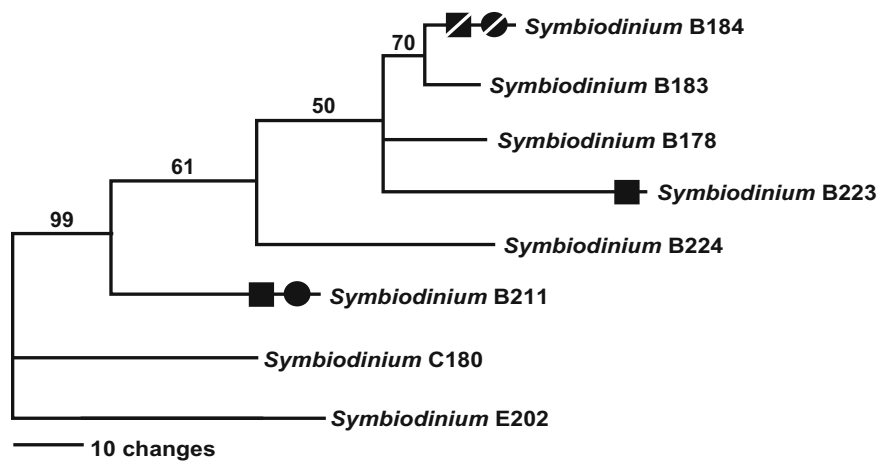 Symbiodinium B184
70
Symbiodinium B183
50
Symbiodinium B178
61
Symbiodinium B223
99
Symbiodinium B224
Symbiodinium B211
Symbiodinium C180
Symbiodinium E202
10 changes